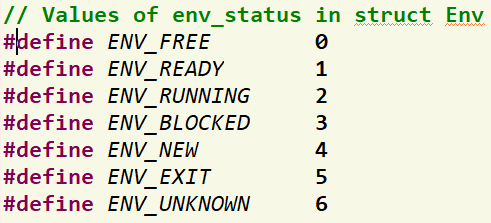 // Values of env_status in struct Env
#define ENV_FREE 0
#define ENV_READY 1
#define ENV_RUNNING 2
#define ENV_BLOCKED 3
#define ENV_NEW 4
#define ENV_EXIT 5
#define ENV_UNKNOWN 6